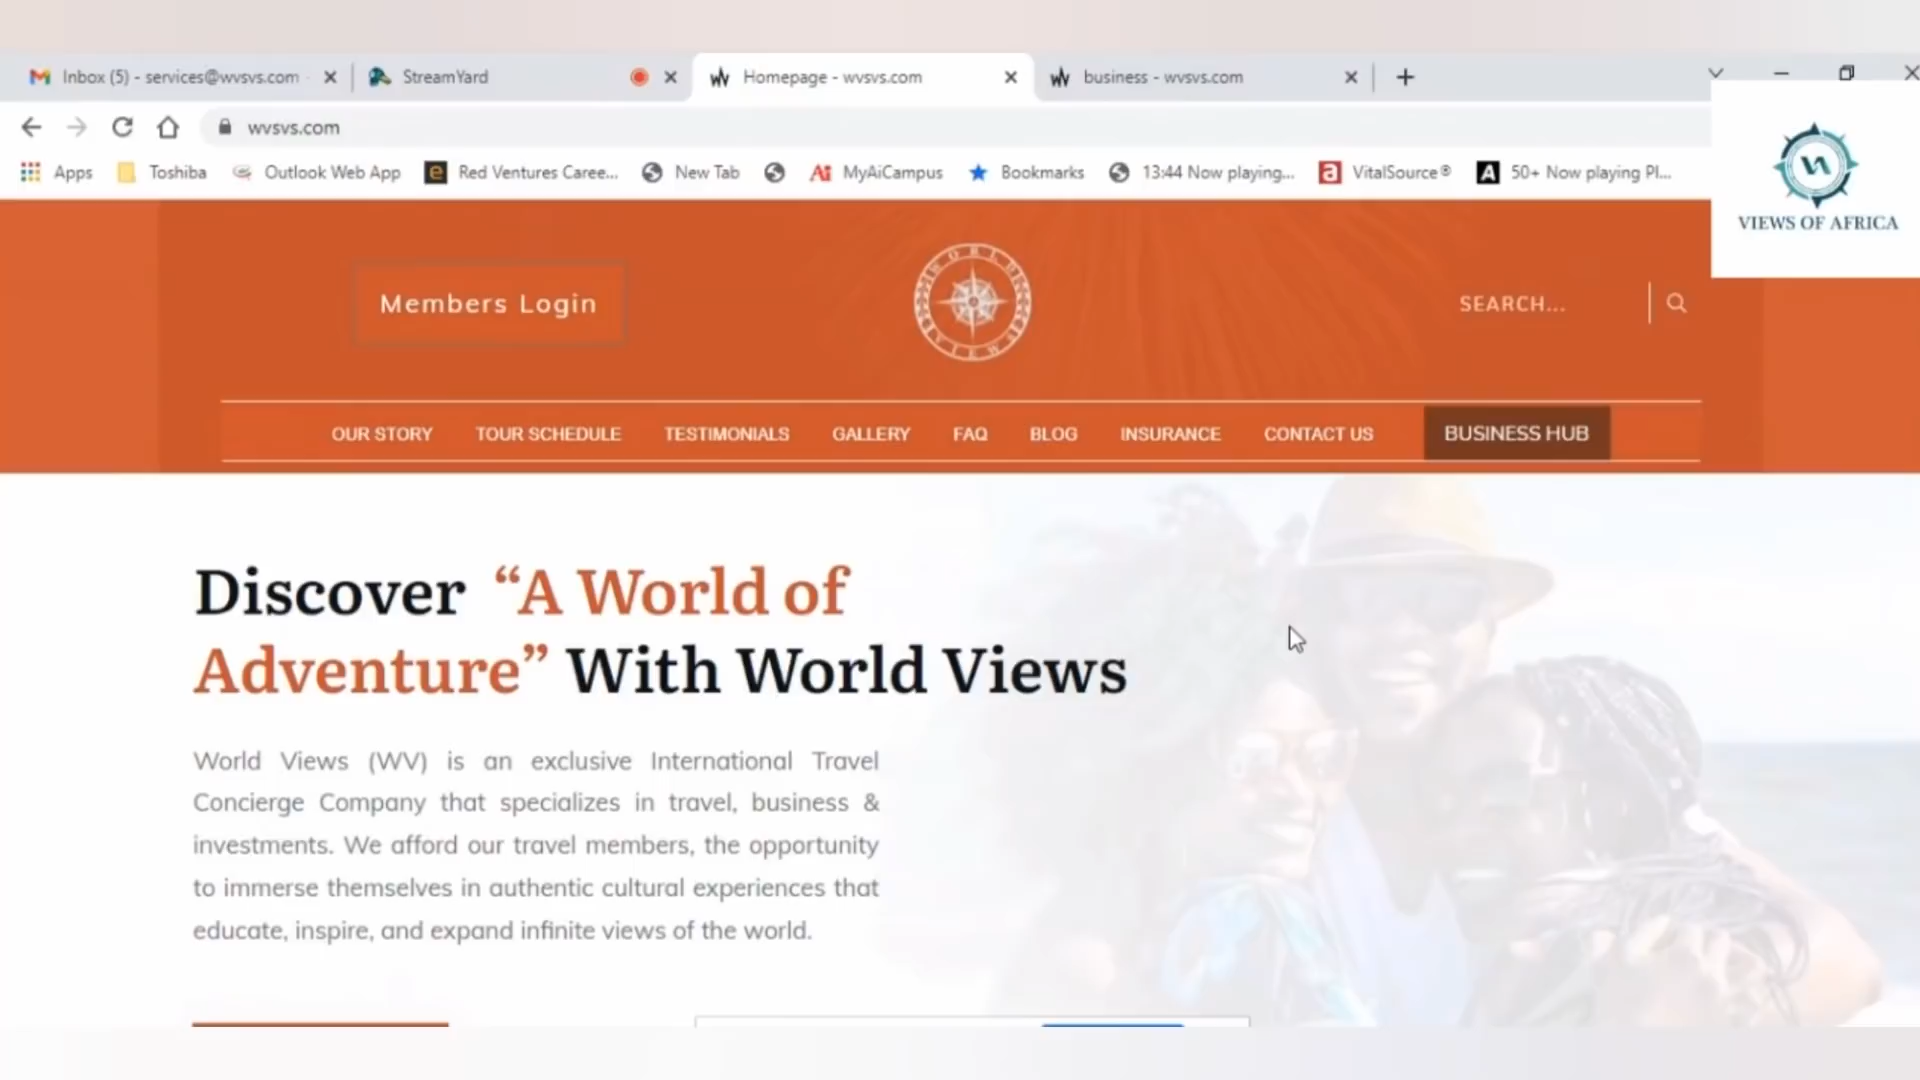 Inbox (5) - services@wvsvs.com
StreamYard
Homepage - wvsvs.com
business - wvsvs.com
wvsvs.com
Apps
Toshiba
Outlook Web App
Red Ventures Caree...
New Tab
MyAiCampus
Bookmarks
13:44 Now playing...
VitalSource®
50+ Now playing Pl...
VIEWS OF AFRICA
Members Login
WORLD VIEWS
SEARCH...
OUR STORY
TOUR SCHEDULE
TESTIMONIALS
GALLERY
FAQ
BLOG
INSURANCE
CONTACT US
BUSINESS HUB
Discover “A World of
Adventure” With World Views
World Views (WV) is an exclusive International Travel
Concierge Company that specializes in travel, business &
investments. We afford our travel members, the opportunity
to immerse themselves in authentic cultural experiences that
educate, inspire, and expand infinite views of the world.